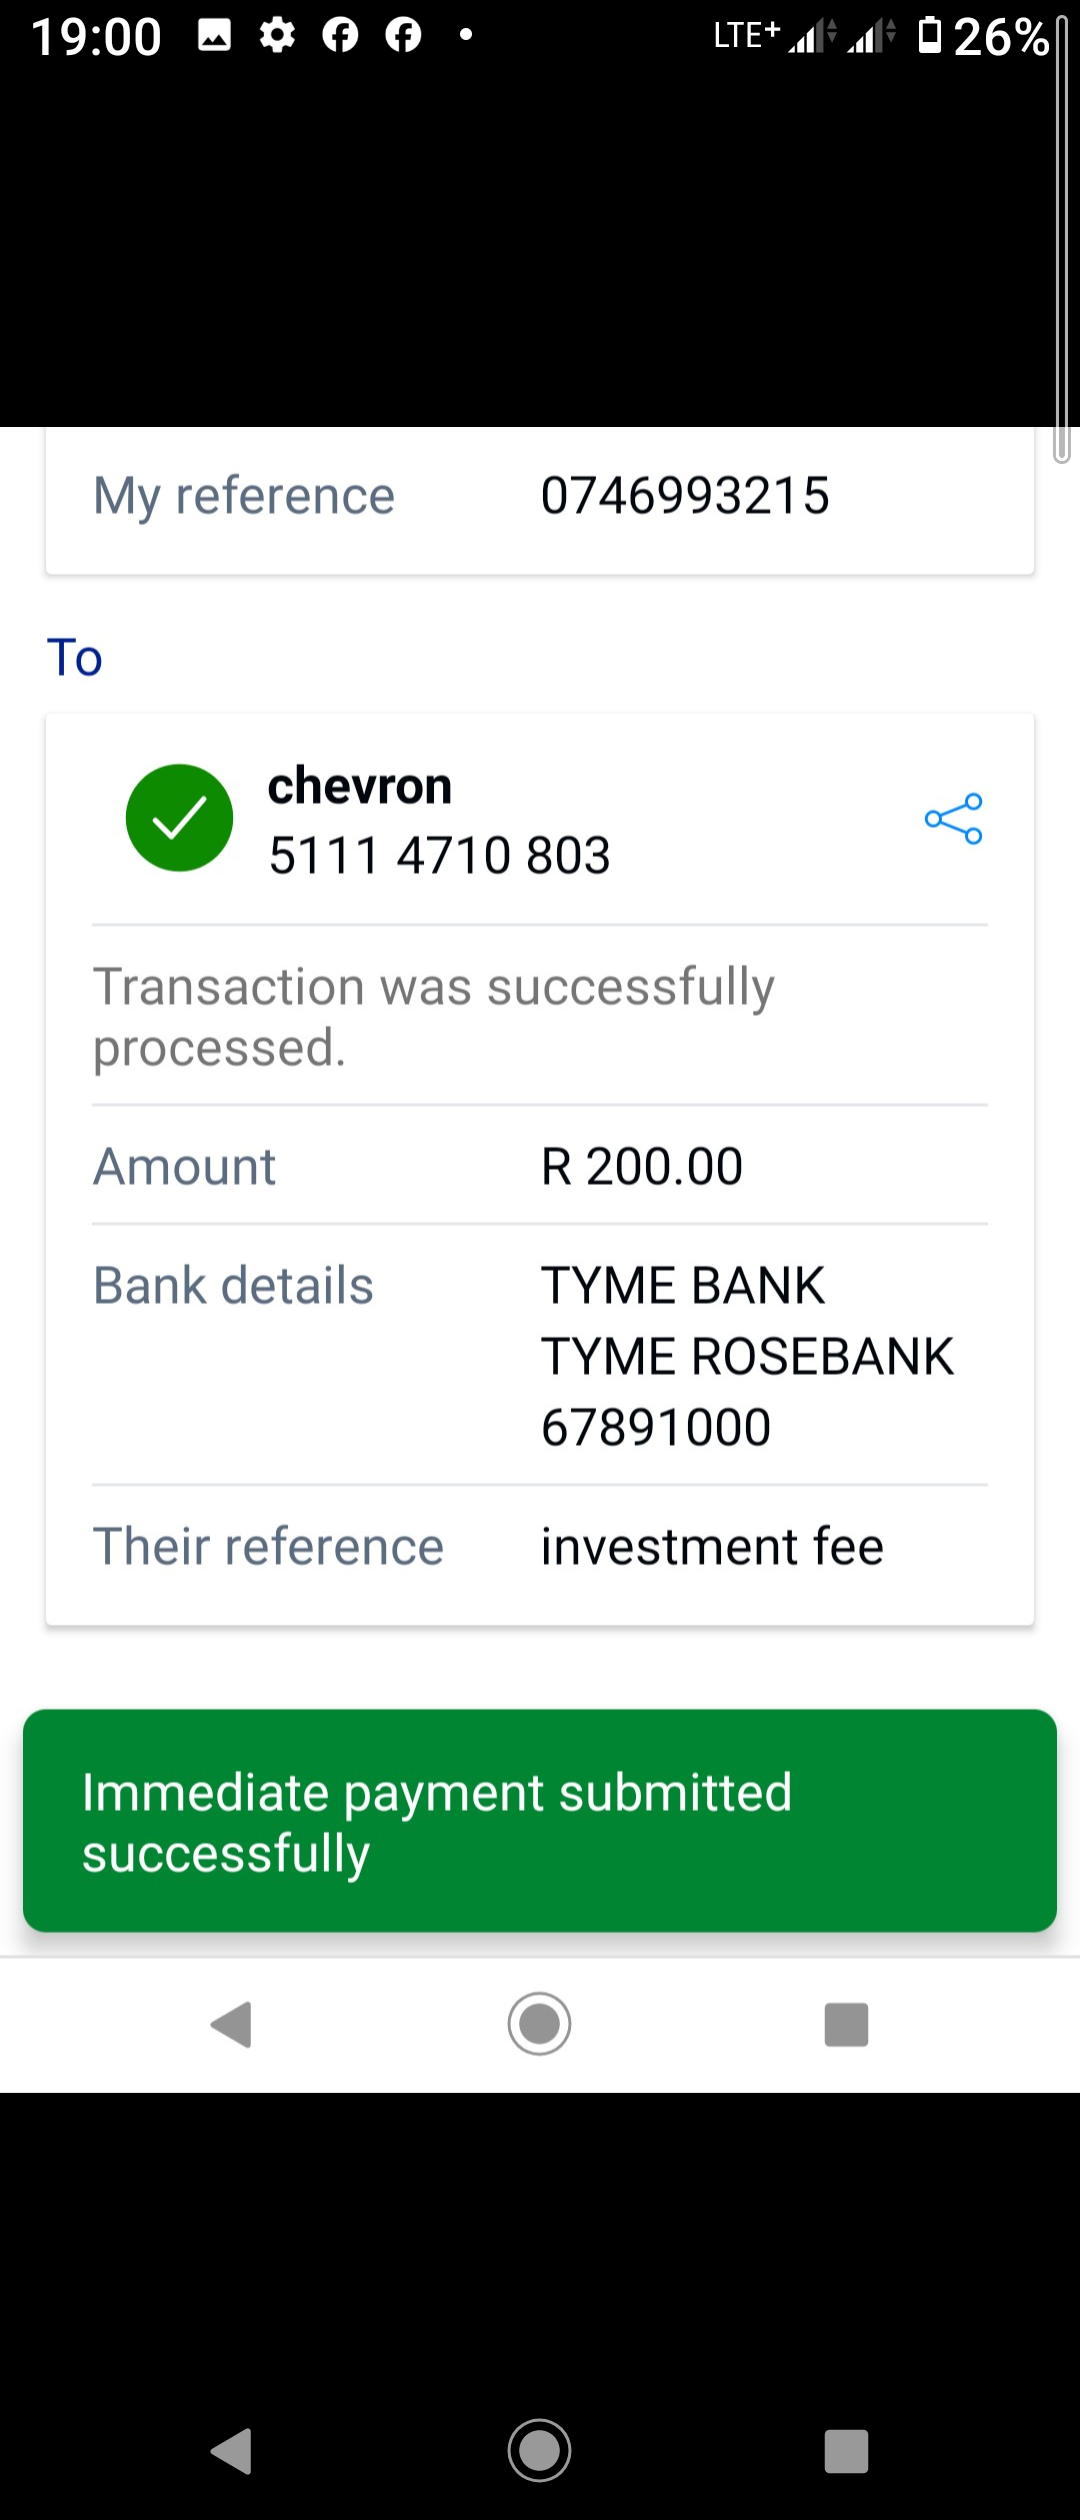 19:00 LTE+ 26%
My reference 0746993215
To
chevron
5111 4710 803
Transaction was successfully
processed.
Amount R 200.00
Bank details TYME BANK
TYME ROSEBANK
67891000
Their reference investment fee
Immediate payment submitted
successfully